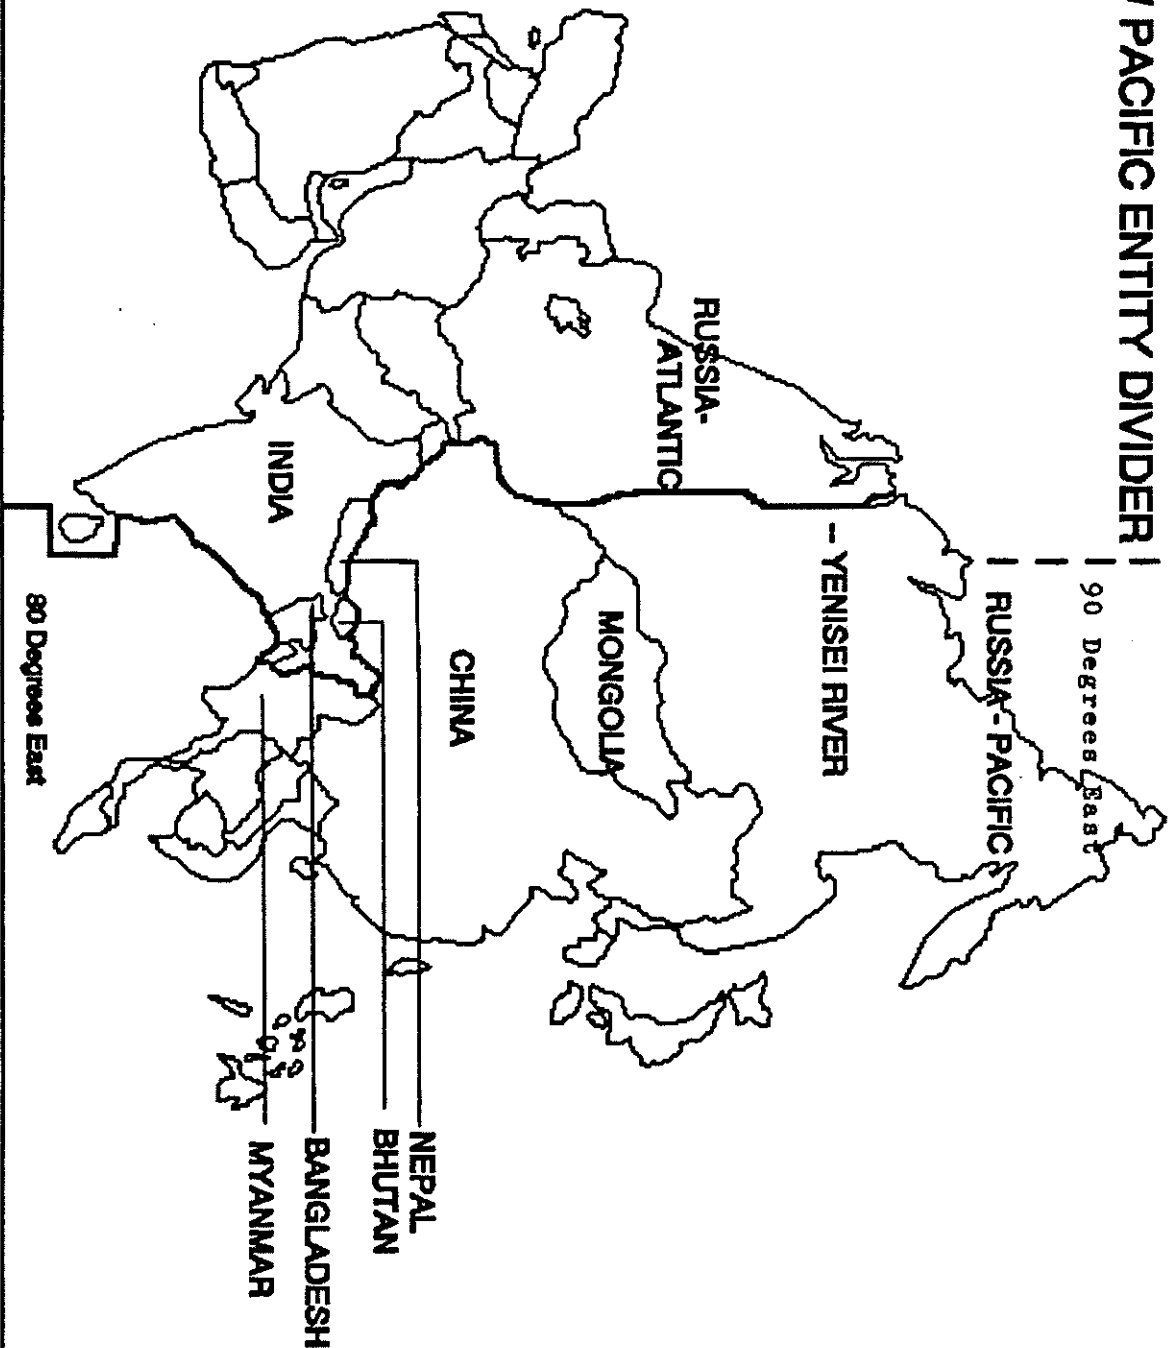 / PACIFIC ENTITY DIVIDER
90 Degrees East
RUSSIA - PACIFIC
-- YENISEI RIVER
RUSSIA-
ATLANTIC
MONGOLIA
CHINA
NEPAL
BHUTAN
INDIA
BANGLADESH
MYANMAR
80 Degrees East